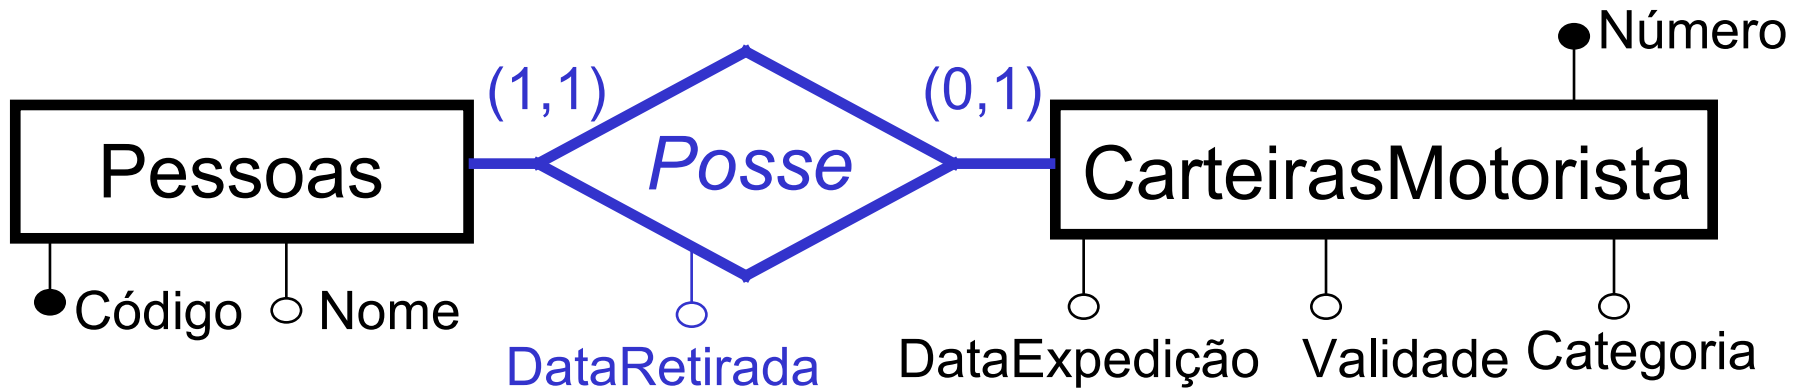 Número
(1,1)
(0,1)
Pessoas
Posse
CarteirasMotorista
Código
Nome
DataRetirada
DataExpedição
Validade
Categoria